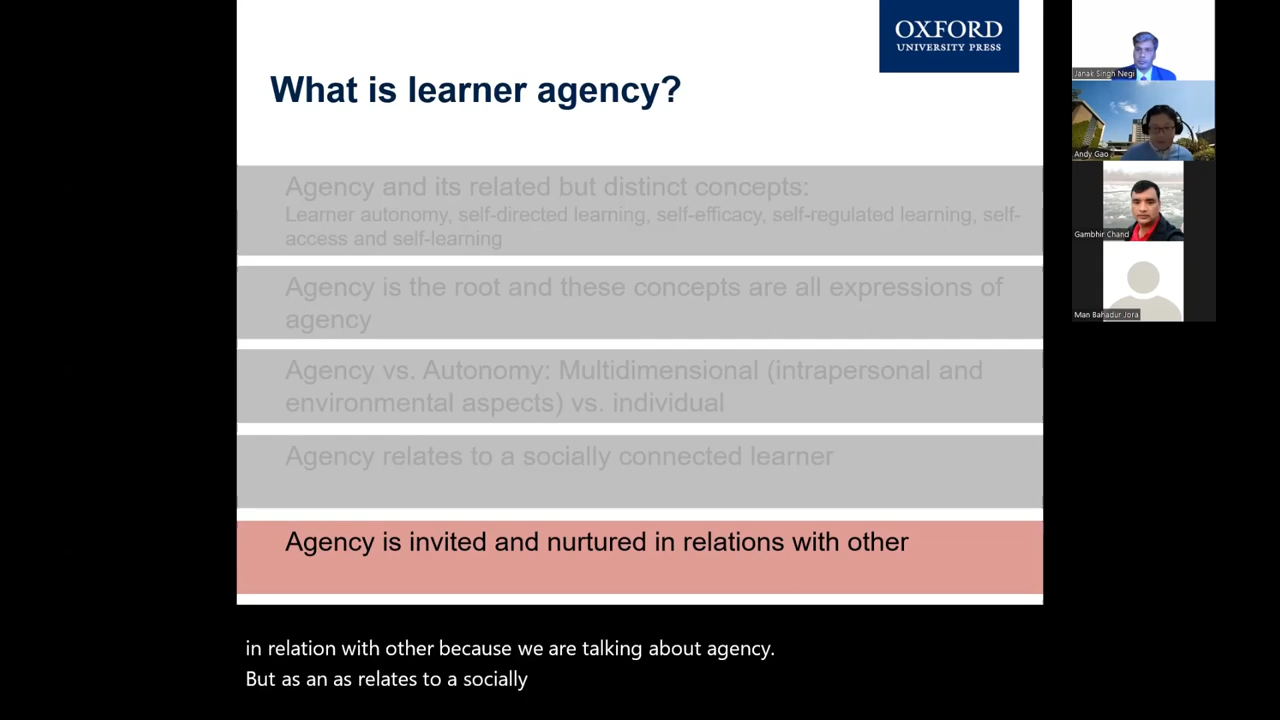 OXFORD
UNIVERSITY PRESS
What is learner agency?
Agency and its related but distinct concepts:
Learner autonomy, self-directed learning, self-efficacy, self-regulated learning, self-
access and self-learning
Agency is the root and these concepts are all expressions of
agency
Agency vs. Autonomy: Multidimensional (intrapersonal and
environmental aspects) vs. individual
Agency relates to a socially connected learner
Agency is invited and nurtured in relations with other
in relation with other because we are talking about agency.
But as an as relates to a socially
Janak Singh Negi
Andy Gao
Gambhir Chand
Man Bahadur Jora